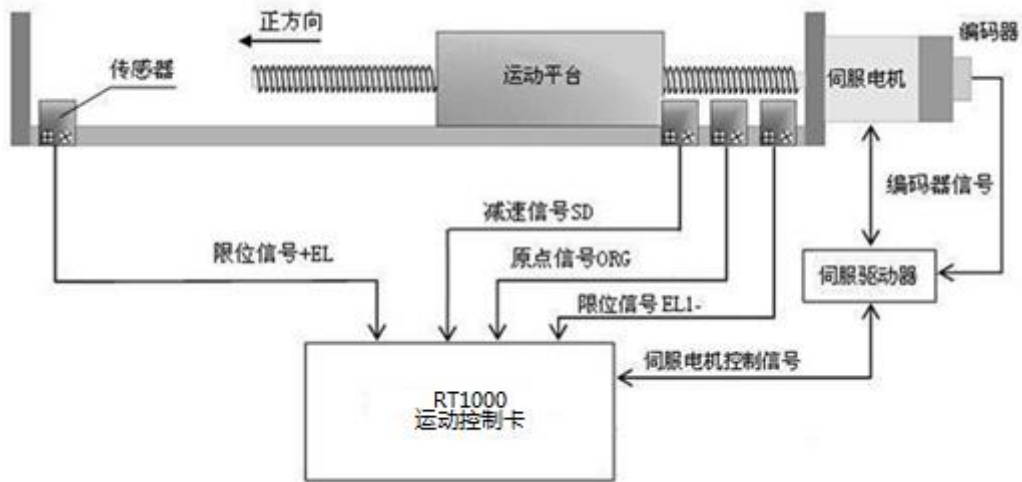 正方向
编码器
传感器
运动平台
伺服电机
编码器信号
减速信号SD
限位信号+EL
原点信号ORG
伺服驱动器
限位信号EL1-
伺服电机控制信号
RT1000
运动控制卡